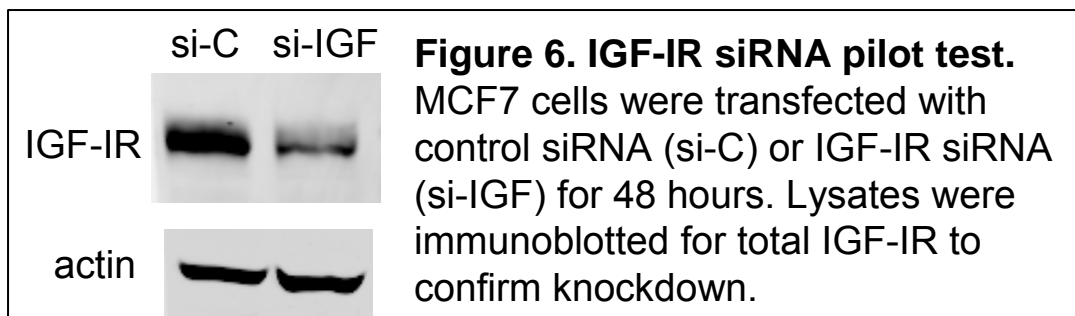 si-C si-IGF
IGF-IR
actin
Figure 6. IGF-IR siRNA pilot test.
MCF7 cells were transfected with
control siRNA (si-C) or IGF-IR siRNA
(si-IGF) for 48 hours. Lysates were
immunoblotted for total IGF-IR to
confirm knockdown.